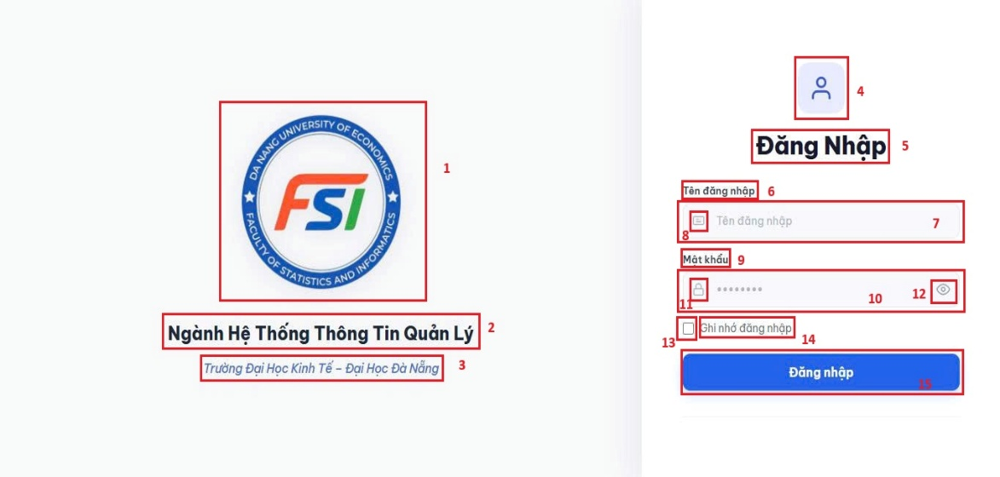 DA NANG UNIVERSITY OF ECONOMICS
FSI
FACULTY OF STATISTICS AND INFORMATICS
1
Ngành Hệ Thống Thông Tin Quản Lý
2
Trường Đại Học Kinh Tế – Đại Học Đà Nẵng
3
4
Đăng Nhập
5
Tên đăng nhập
6
Tên đăng nhập
7
8
Mật khẩu
9
••••••••
10
11
12
13
Ghi nhớ đăng nhập
14
Đăng nhập
15